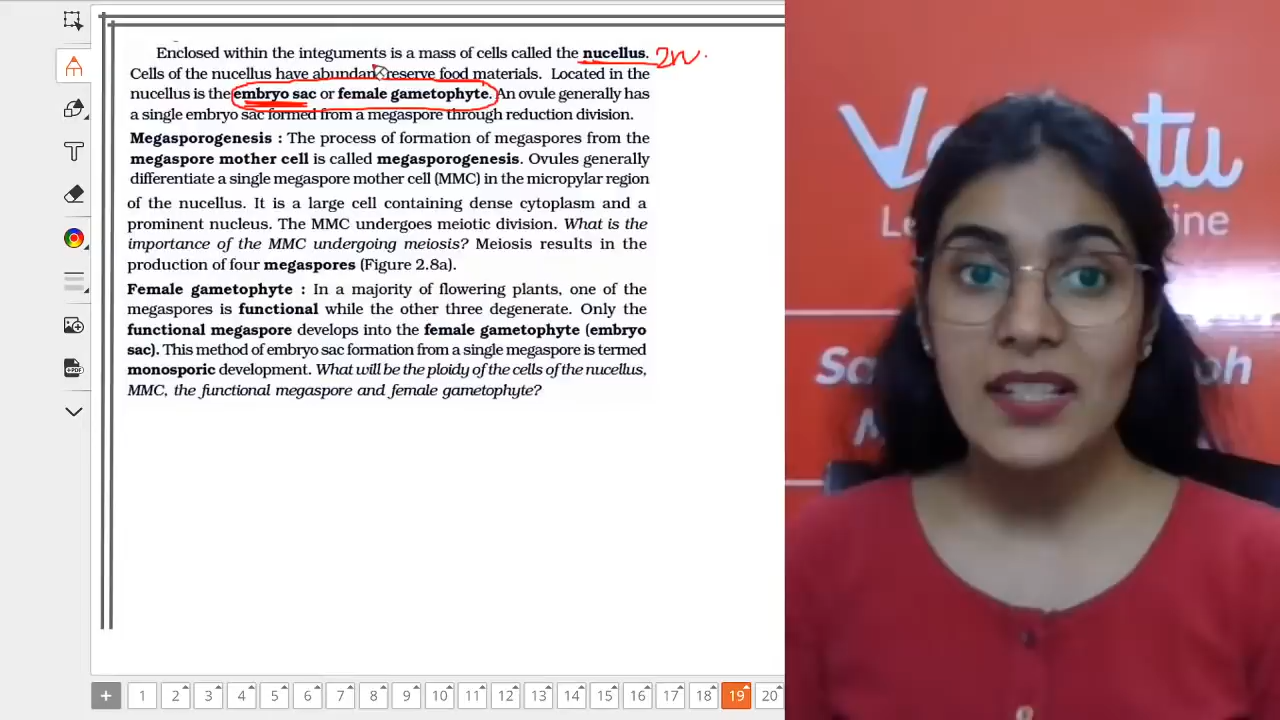 Enclosed within the integuments is a mass of cells called the nucellus. 2n.
Cells of the nucellus have abundant reserve food materials. Located in the
nucellus is the embryo sac or female gametophyte. An ovule generally has
a single embryo sac formed from a megaspore through reduction division.
Megasporogenesis : The process of formation of megaspores from the
megaspore mother cell is called megasporogenesis. Ovules generally
differentiate a single megaspore mother cell (MMC) in the micropylar region
of the nucellus. It is a large cell containing dense cytoplasm and a
prominent nucleus. The MMC undergoes meiotic division. What is the
importance of the MMC undergoing meiosis? Meiosis results in the
production of four megaspores (Figure 2.8a).
Female gametophyte : In a majority of flowering plants, one of the
megaspores is functional while the other three degenerate. Only the
functional megaspore develops into the female gametophyte (embryo
sac). This method of embryo sac formation from a single megaspore is termed
monosporic development. What will be the ploidy of the cells of the nucellus,
MMC, the functional megaspore and female gametophyte?
T
PDF
+ 1 2 3 4 5 6 7 8 9 10 11 12 13 14 15 16 17 18 19 20